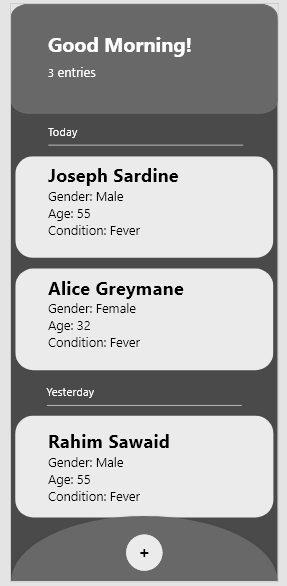 Good Morning!
3 entries
Today
Joseph Sardine
Gender: Male
Age: 55
Condition: Fever
Alice Greymane
Gender: Female
Age: 32
Condition: Fever
Yesterday
Rahim Sawaid
Gender: Male
Age: 55
Condition: Fever
+